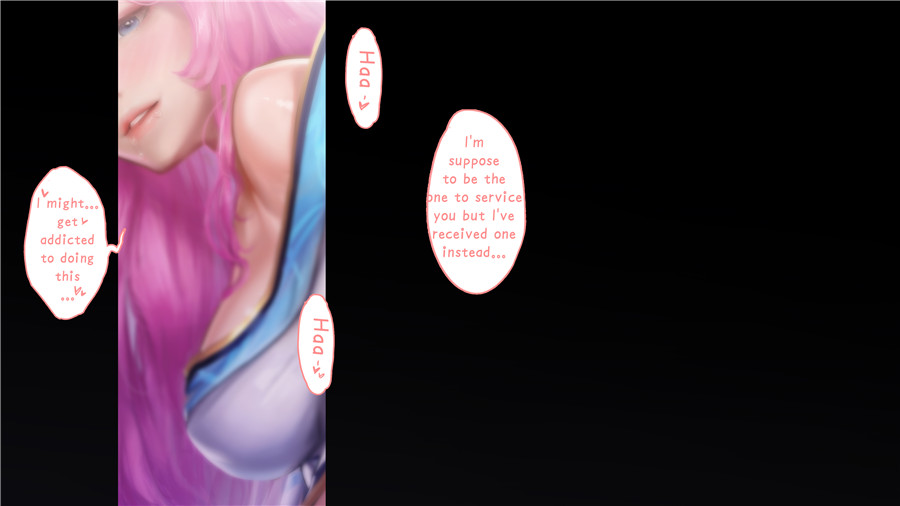 I might...
get
addicted
to doing
this
...
Haa~
Haa~
I'm
suppose
to be the
one to service
you but I've
received one
instead...